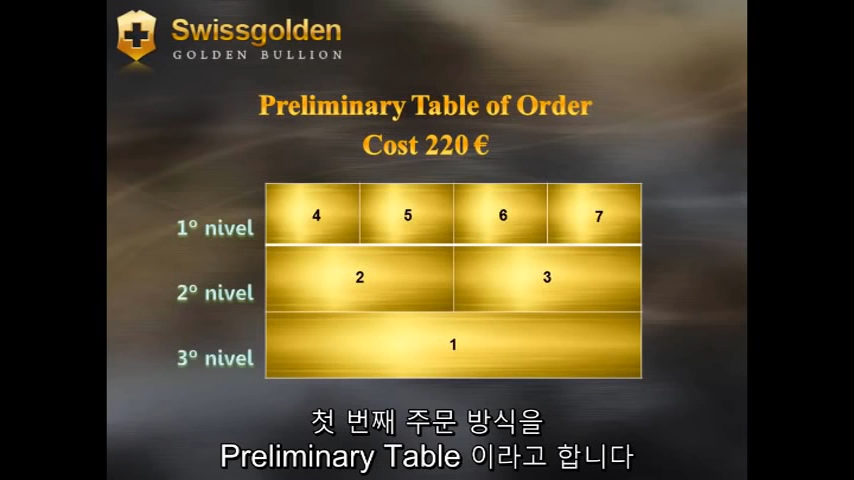 Swissgolden
GOLDEN BULLION
Preliminary Table of Order
Cost 220 €
1º nivel 4 5 6 7
2º nivel 2 3
3º nivel 1
첫 번째 주문 방식을
Preliminary Table 이라고 합니다